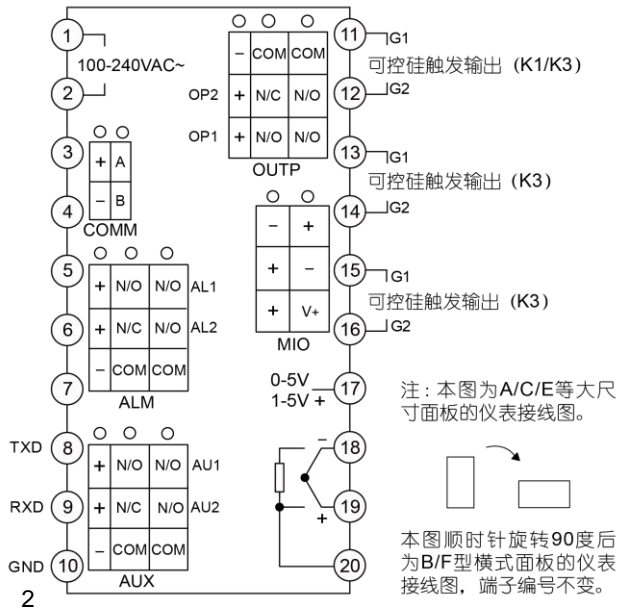 1
100-240VAC~
2
3
+ A
4
- B
COMM
5
+ N/O N/O AL1
6
+ N/C N/O AL2
7
- COM COM
ALM
TXD 8
+ N/O N/O AU1
RXD 9
+ N/C N/O AU2
GND 10
- COM COM
AUX
- COM COM
OP2 + N/C N/O
OP1 + N/O N/O
OUTP
- +
+ -
+ V+
MIO
11 G1
可控硅触发输出 (K1/K3)
12 G2
13 G1
可控硅触发输出 (K3)
14 G2
15 G1
可控硅触发输出 (K3)
16 G2
0-5V
1-5V + 17
- 18
+ 19
20
注:本图为A/C/E等大尺
寸面板的仪表接线图。
本图顺时针旋转90度后
为B/F型横式面板的仪表
接线图，端子编号不变。
2